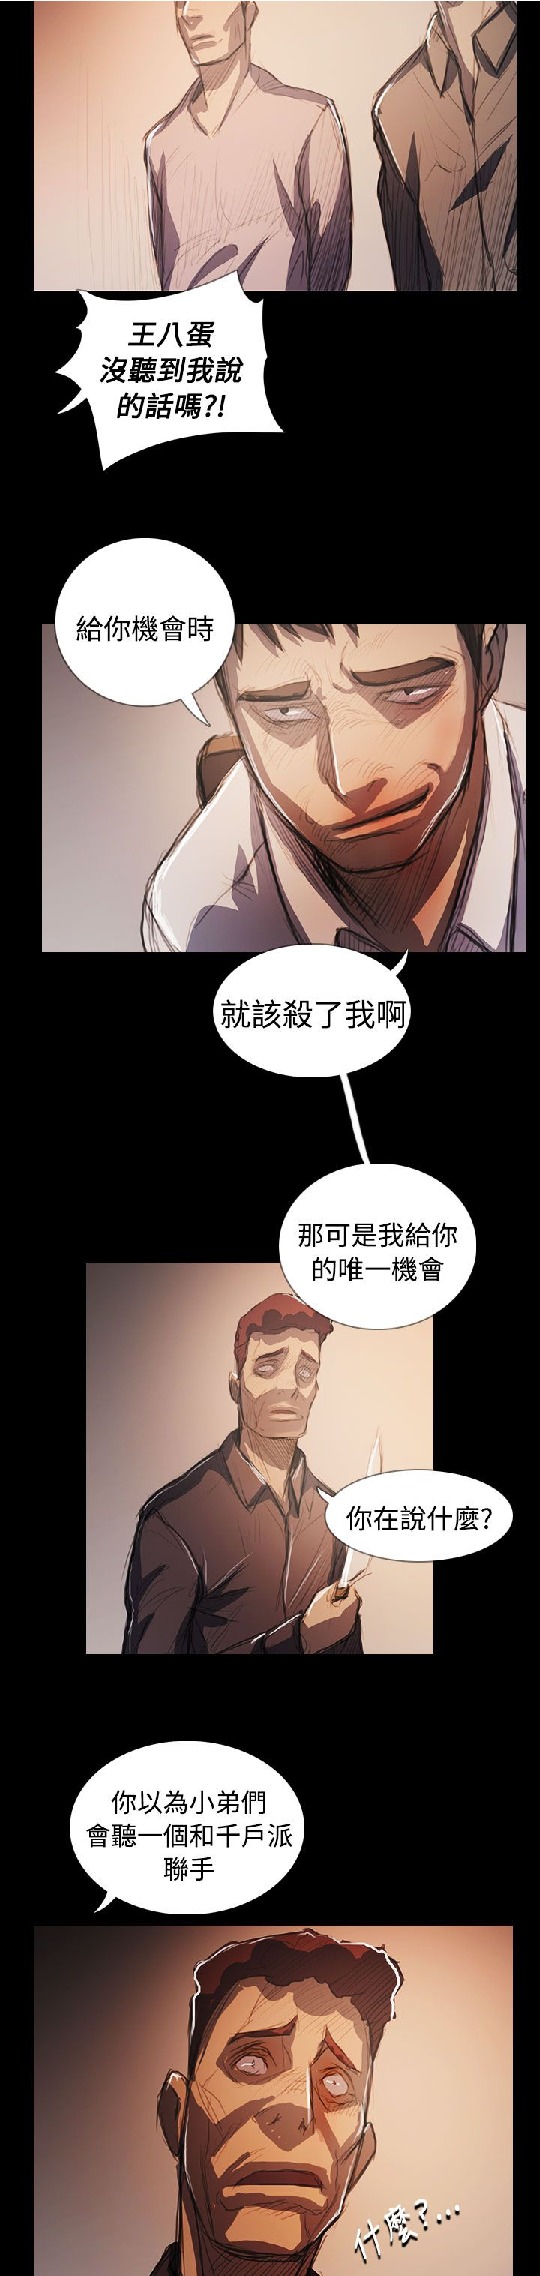 王八蛋
沒聽到我說
的話嗎?!
給你機會時
就該殺了我啊
那可是我給你
的唯一機會
你在說什麼?
你以為小弟們
會聽一個和千戶派
聯手
什麼?...